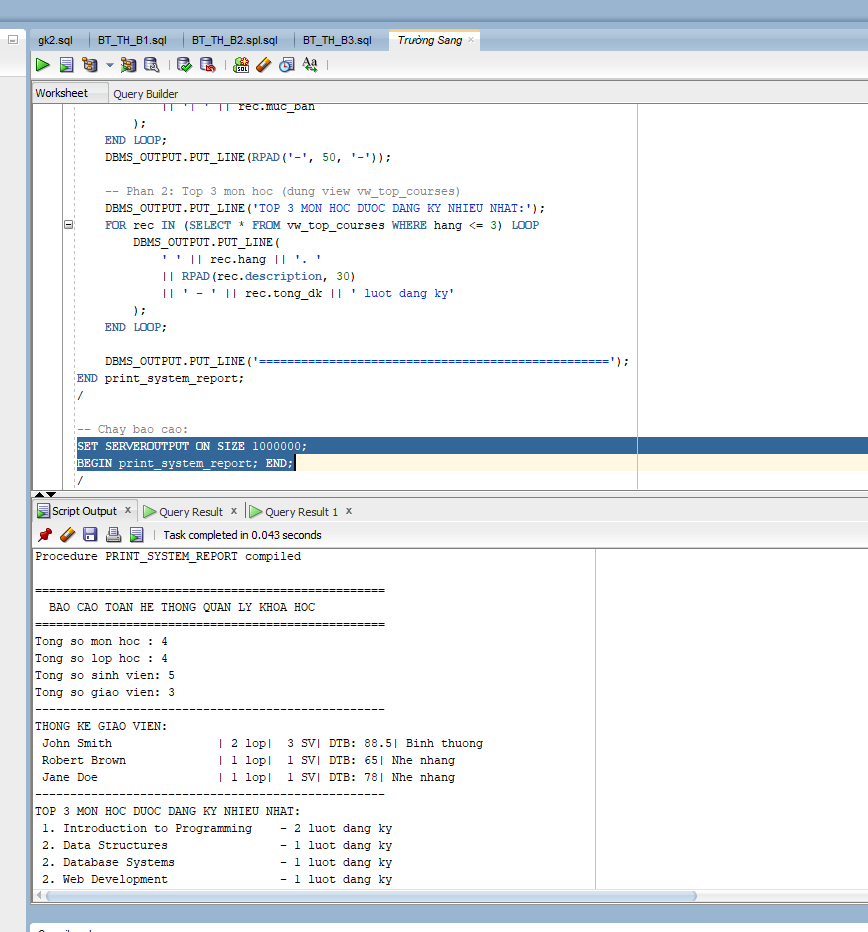 gk2.sql BT_TH_B1.sql BT_TH_B2.spl.sql BT_TH_B3.sql Trường Sang
Worksheet Query Builder
|| '| ' || rec.muc_ban
);
END LOOP;
DBMS_OUTPUT.PUT_LINE(RPAD('-', 50, '-'));
-- Phan 2: Top 3 mon hoc (dung view vw_top_courses)
DBMS_OUTPUT.PUT_LINE('TOP 3 MON HOC DUOC DANG KY NHIEU NHAT:');
FOR rec IN (SELECT * FROM vw_top_courses WHERE hang <= 3) LOOP
DBMS_OUTPUT.PUT_LINE(
' ' || rec.hang || '. '
|| RPAD(rec.description, 30)
|| ' - ' || rec.tong_dk || ' luot dang ky'
);
END LOOP;
DBMS_OUTPUT.PUT_LINE('==================================================');
END print_system_report;
/
-- Chay bao cao:
SET SERVEROUTPUT ON SIZE 1000000;
BEGIN print_system_report; END;
/
Script Output x Query Result x Query Result 1 x
Task completed in 0.043 seconds
Procedure PRINT_SYSTEM_REPORT compiled
==================================================
BAO CAO TOAN HE THONG QUAN LY KHOA HOC
==================================================
Tong so mon hoc : 4
Tong so lop hoc : 4
Tong so sinh vien: 5
Tong so giao vien: 3
--------------------------------------------------
THONG KE GIAO VIEN:
John Smith | 2 lop| 3 SV| DTB: 88.5| Binh thuong
Robert Brown | 1 lop| 1 SV| DTB: 65| Nhe nhang
Jane Doe | 1 lop| 1 SV| DTB: 78| Nhe nhang
--------------------------------------------------
TOP 3 MON HOC DUOC DANG KY NHIEU NHAT:
1. Introduction to Programming - 2 luot dang ky
2. Data Structures - 1 luot dang ky
2. Database Systems - 1 luot dang ky
2. Web Development - 1 luot dang ky